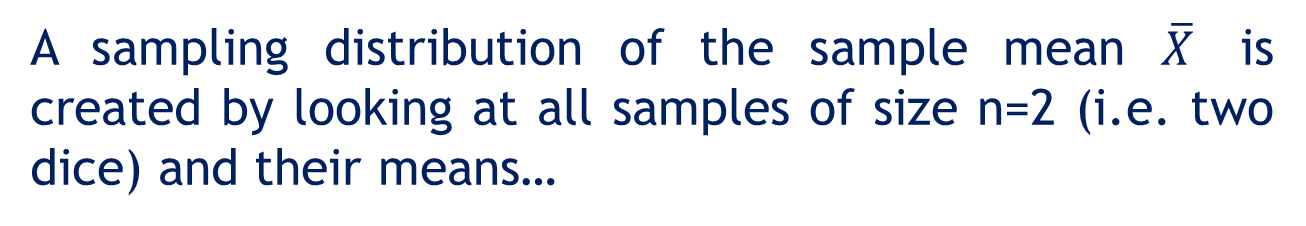 A sampling distribution of the sample mean X̅ is
created by looking at all samples of size n=2 (i.e. two
dice) and their means…